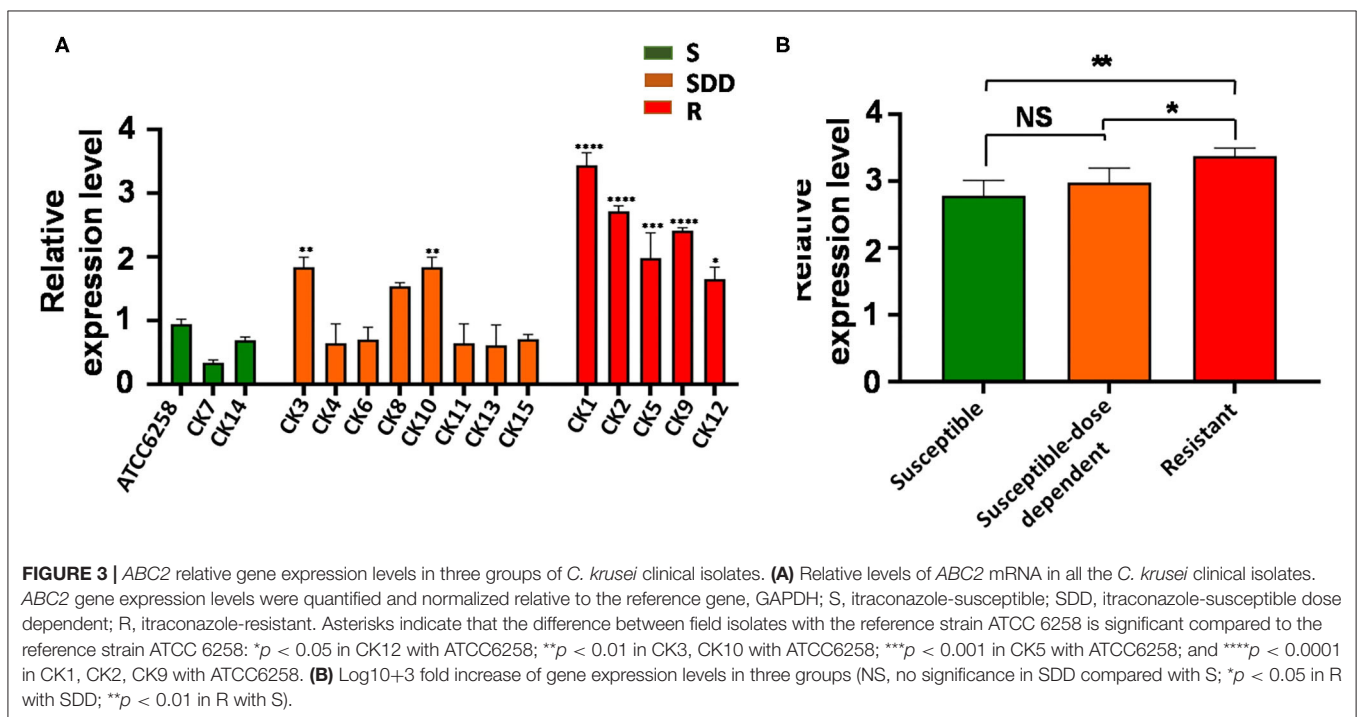 A
B
S
SDD
R
Relative
expression level
4
3
2
1
0
** ** **** **** *** **** *
ATCC6258
CK7
CK14
CK3
CK4
CK6
CK8
CK10
CK11
CK13
CK15
CK1
CK2
CK5
CK9
CK12
Relative
expression level
4
3
2
1
0
**
NS
*
Susceptible
Susceptible-dose
dependent
Resistant
FIGURE 3 | ABC2 relative gene expression levels in three groups of C. krusei clinical isolates. (A) Relative levels of ABC2 mRNA in all the C. krusei clinical isolates.
ABC2 gene expression levels were quantified and normalized relative to the reference gene, GAPDH; S, itraconazole-susceptible; SDD, itraconazole-susceptible dose
dependent; R, itraconazole-resistant. Asterisks indicate that the difference between field isolates with the reference strain ATCC 6258 is significant compared to the
reference strain ATCC 6258: *p < 0.05 in CK12 with ATCC6258; **p < 0.01 in CK3, CK10 with ATCC6258; ***p < 0.001 in CK5 with ATCC6258; and ****p < 0.0001
in CK1, CK2, CK9 with ATCC6258. (B) Log10+3 fold increase of gene expression levels in three groups (NS, no significance in SDD compared with S; *p < 0.05 in R
with SDD; **p < 0.01 in R with S).